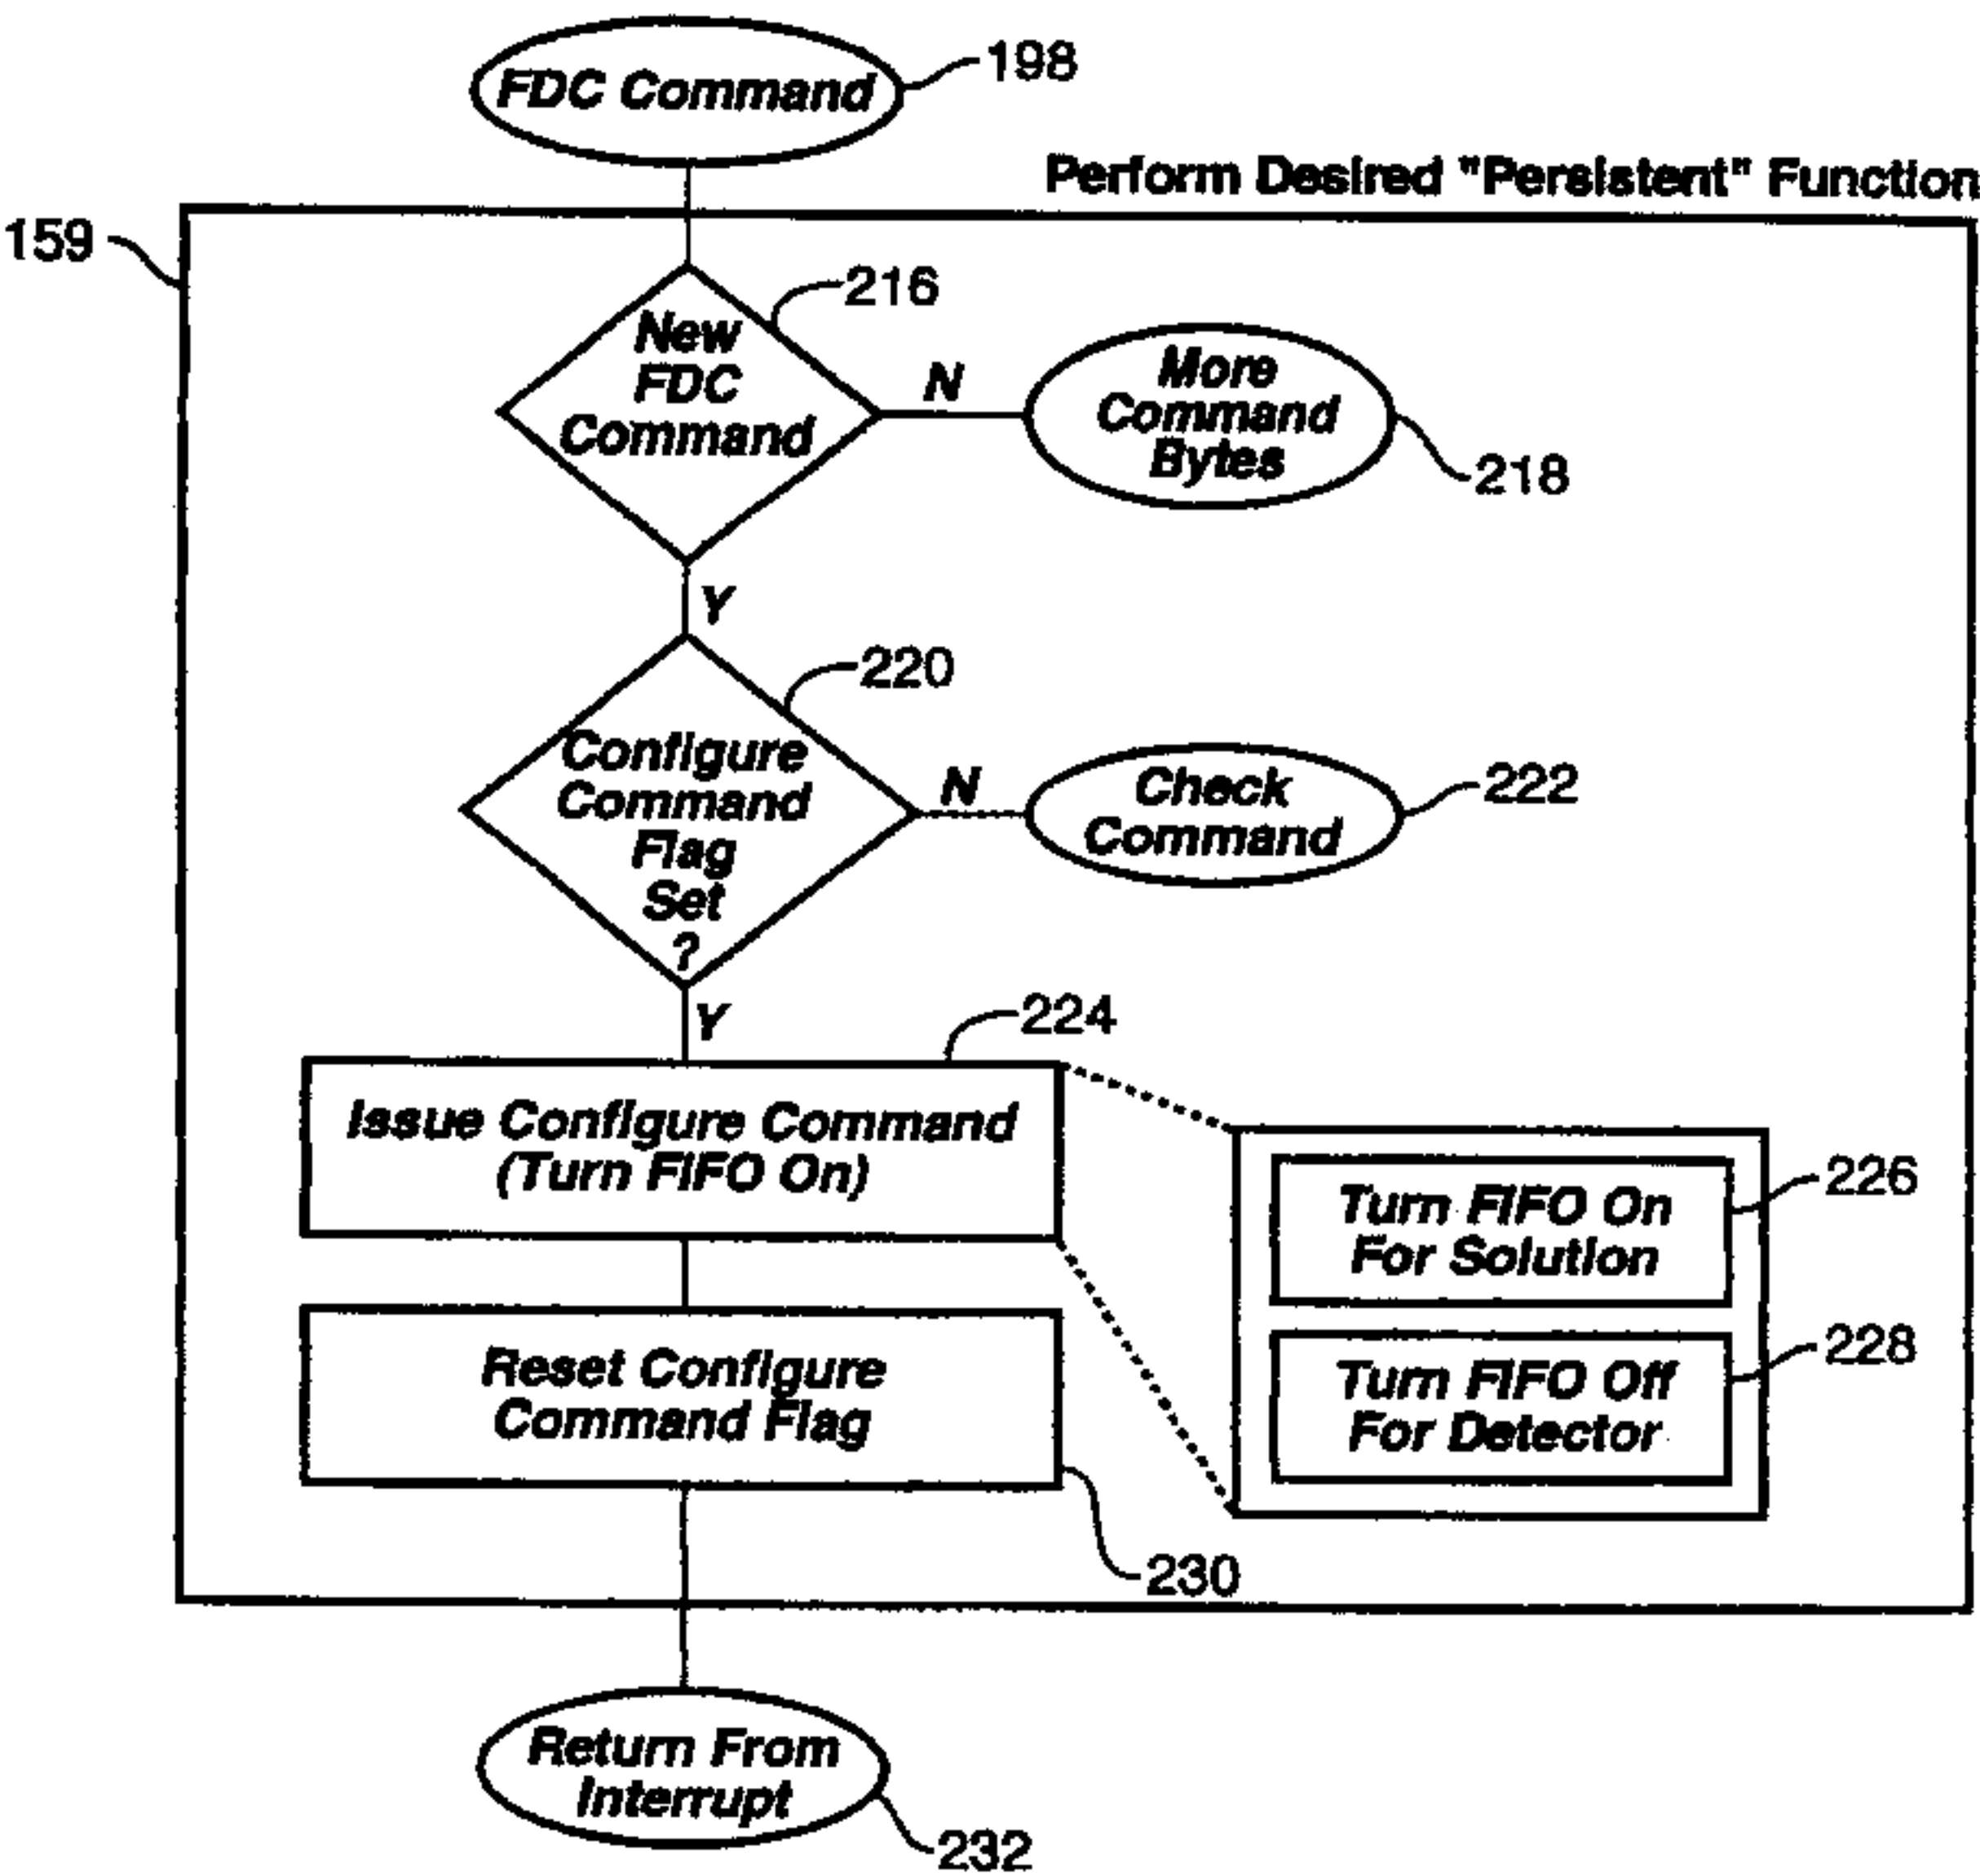 FDC Command
198
Perform Desired "Persistent" Function
159
216
New
FDC
Command
N
More
Command
Bytes
218
Y
220
Configure
Command
Flag
Set
?
N
Check
Command
222
Y
224
Issue Configure Command
(Turn FIFO On)
Turn FIFO On
For Solution
226
Turn FIFO Off
For Detector
228
Reset Configure
Command Flag
230
Return From
Interrupt
232